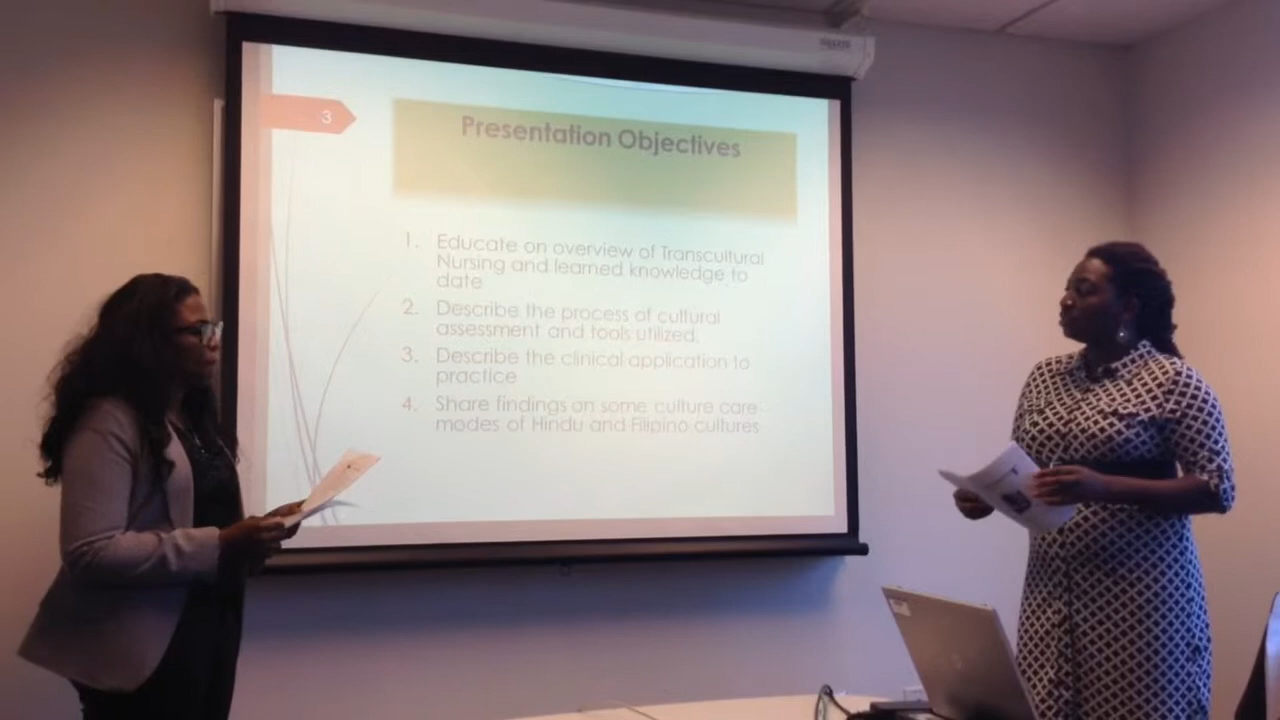 3
Presentation Objectives
1. Educate on overview of Transcultural
Nursing and learned knowledge to
date
2. Describe the process of cultural
assessment and tools utilized.
3. Describe the clinical application to
practice
4. Share findings on some culture care
modes of Hindu and Filipino cultures